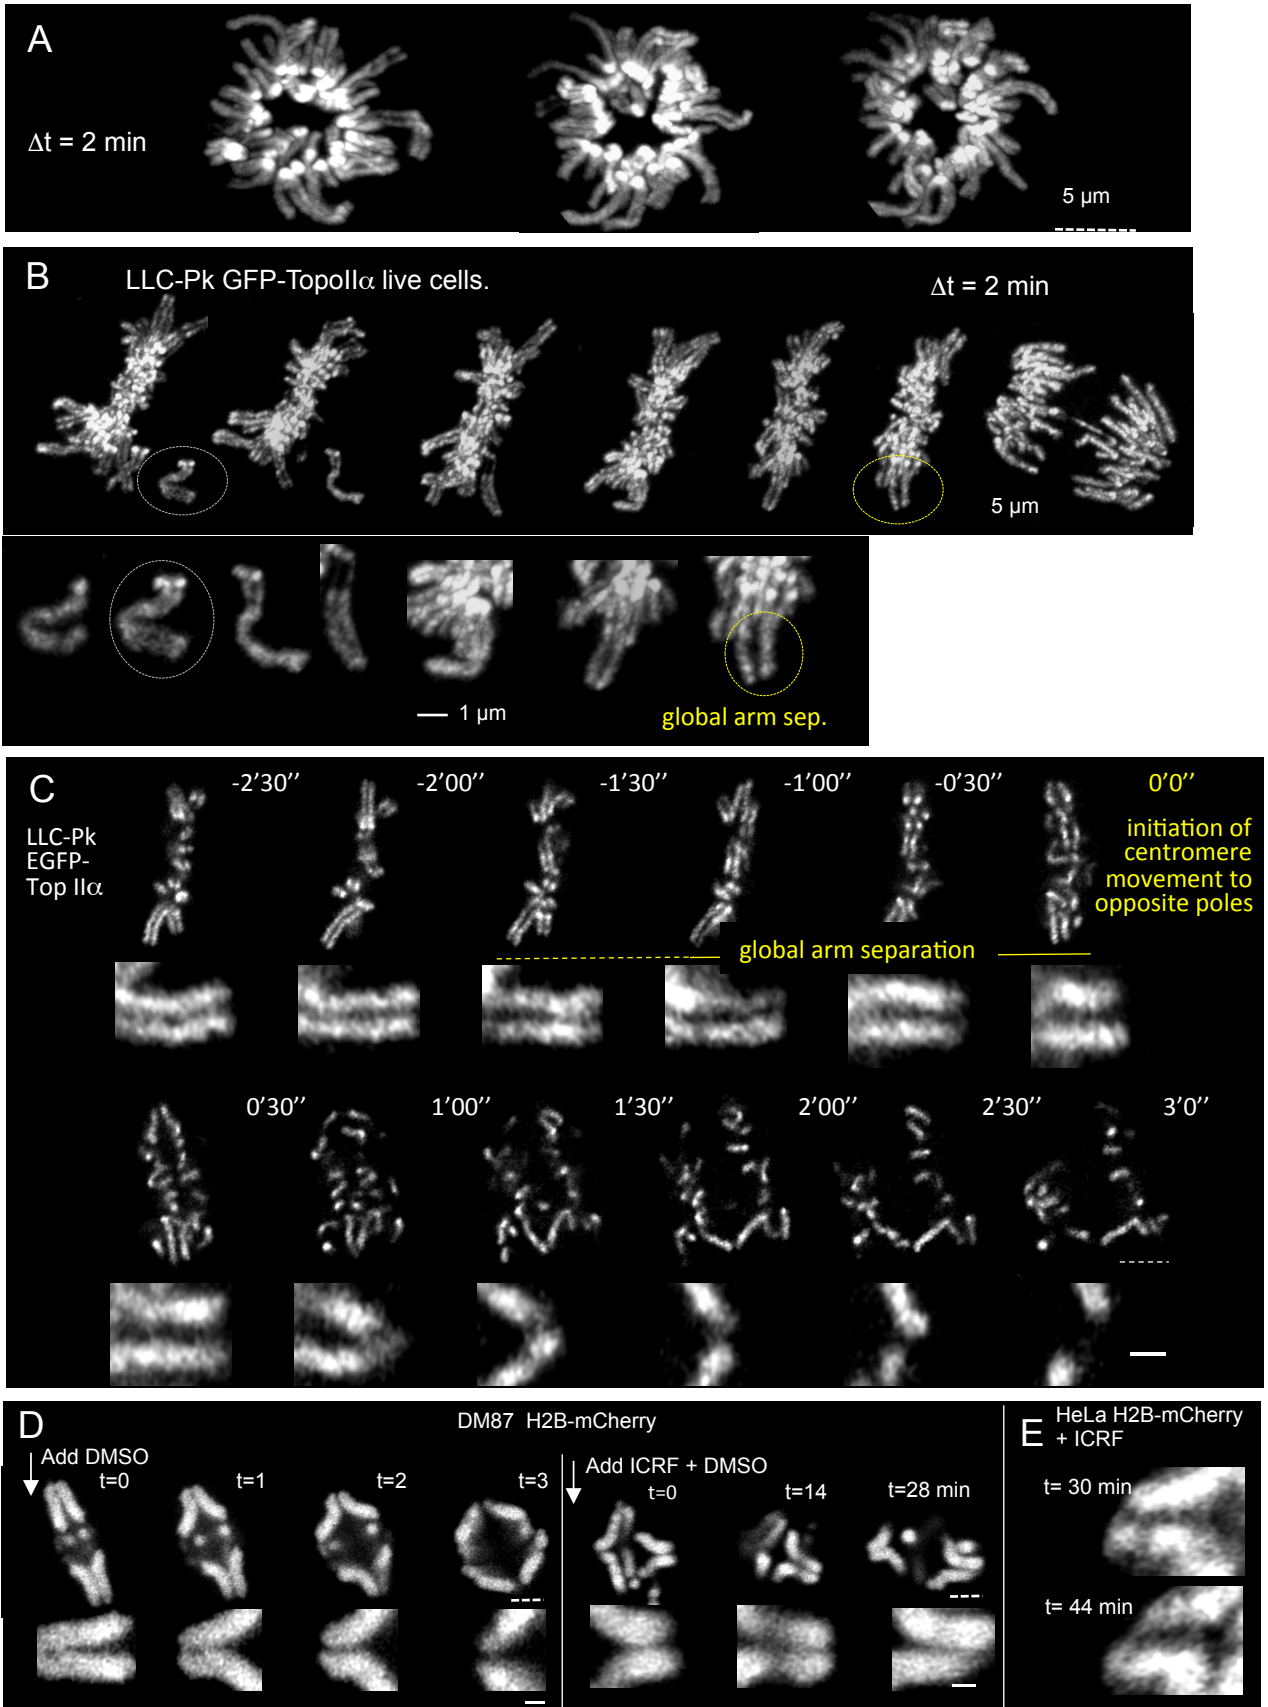 A
Δt = 2 min
5 μm
B
LLC-Pk GFP-TopoIIα live cells.
Δt = 2 min
5 μm
1 μm
global arm sep.
C
-2’30’’
-2’00’’
-1’30’’
-1’00’’
-0’30’’
0’0’’
LLC-Pk
EGFP-
Top IIα
initiation of
centromere
movement to
opposite poles
global arm separation
0’30’’
1’00’’
1’30’’
2’00’’
2’30’’
3’0’’
D
DM87 H2B-mCherry
Add DMSO
t=0
t=1
t=2
t=3
Add ICRF + DMSO
t=0
t=14
t=28 min
E
HeLa H2B-mCherry
+ ICRF
t= 30 min
t= 44 min